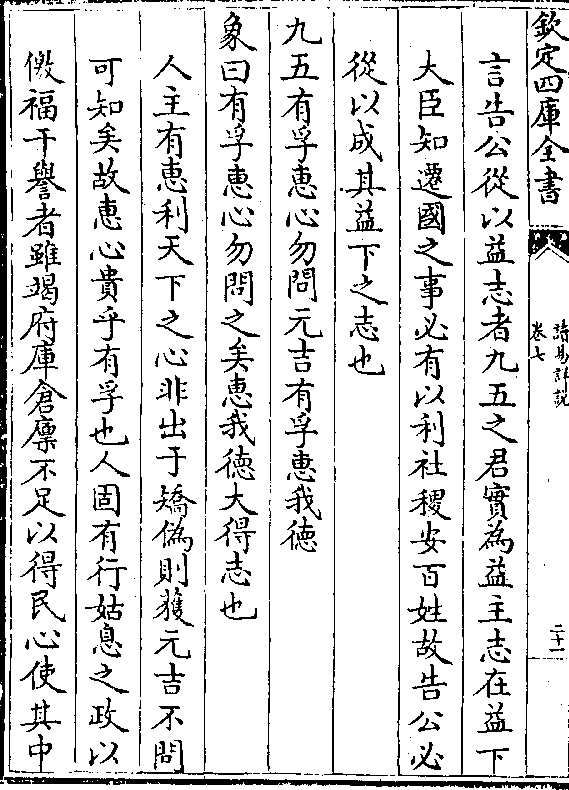 欽定四庫全書
讀易詳說
卷七
二十一
言告公從以益志者九五之君實為益主志在益下
大臣知遷國之事必有以利社稷安百姓故告公必
從以成其益下之志也
九五有孚惠心勿問元吉有孚惠我德
象曰有孚惠心勿問之矣惠我德大得志也
人主有惠利天下之心非出于矯偽則獲元吉不問
可知矣故惠心貴乎有孚也人固有行姑息之政以
徼福干譽者雖竭府庫倉廩不足以得民心使其中